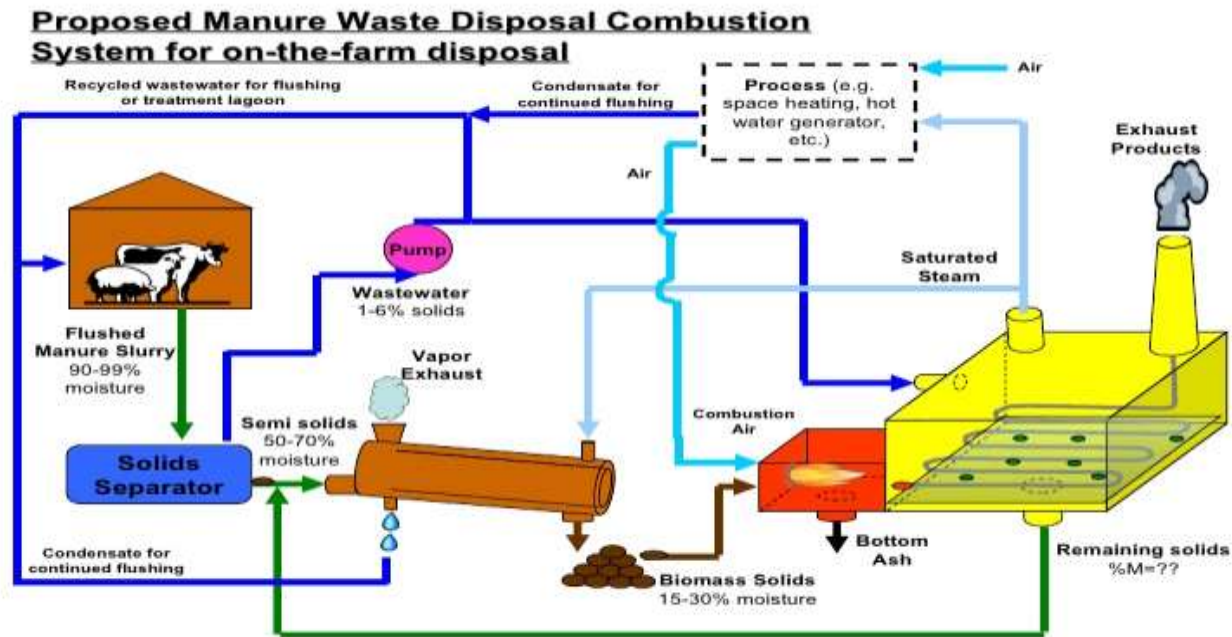 Proposed Manure Waste Disposal Combustion
System for on-the-farm disposal
Recycled wastewater for flushing
or treatment lagoon
Condensate for
continued flushing
Process (e.g.
space heating, hot
water generator,
etc.)
Air
Exhaust
Products
Air
Pump
Wastewater
1-6% solids
Saturated
Steam
Flushed
Manure Slurry
90-99%
moisture
Vapor
Exhaust
Semi solids
50-70%
moisture
Combustion
Air
Solids
Separator
Condensate for
continued flushing
Biomass Solids
15-30% moisture
Bottom
Ash
Remaining solids
%M=??